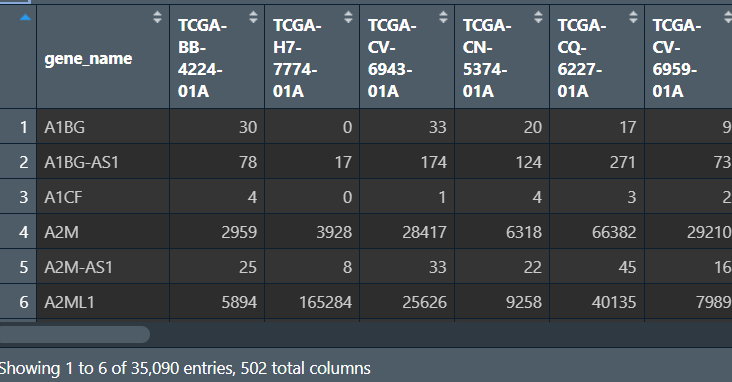 gene_name TCGA-BB-4224-01A TCGA-H7-7774-01A TCGA-CV-6943-01A TCGA-CN-5374-01A TCGA-CQ-6227-01A TCGA-CV-6959-01A
1 A1BG 30 0 33 20 17 9
2 A1BG-AS1 78 17 174 124 271 73
3 A1CF 4 0 1 4 3 2
4 A2M 2959 3928 28417 6318 66382 29210
5 A2M-AS1 25 8 33 22 45 16
6 A2ML1 5894 165284 25626 9258 40135 7989
Showing 1 to 6 of 35,090 entries, 502 total columns